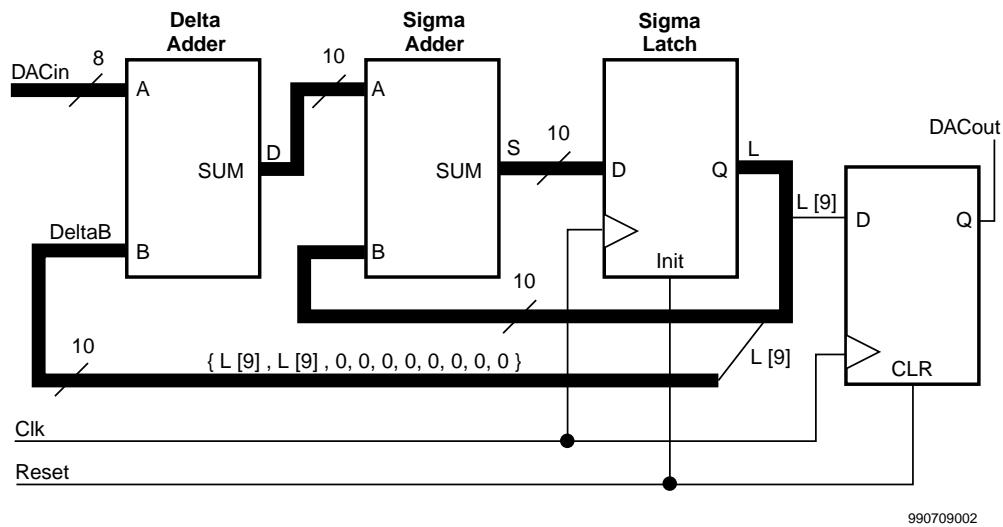 Delta
Adder
Sigma
Adder
Sigma
Latch
DACin
8
A
SUM
D
DeltaB
B
10
A
SUM
S
B
10
D
Q
L
Init
10
L [9]
D
Q
DACout
CLR
10
{ L [9] , L [9] , 0, 0, 0, 0, 0, 0, 0, 0 }
L [9]
Clk
Reset
990709002